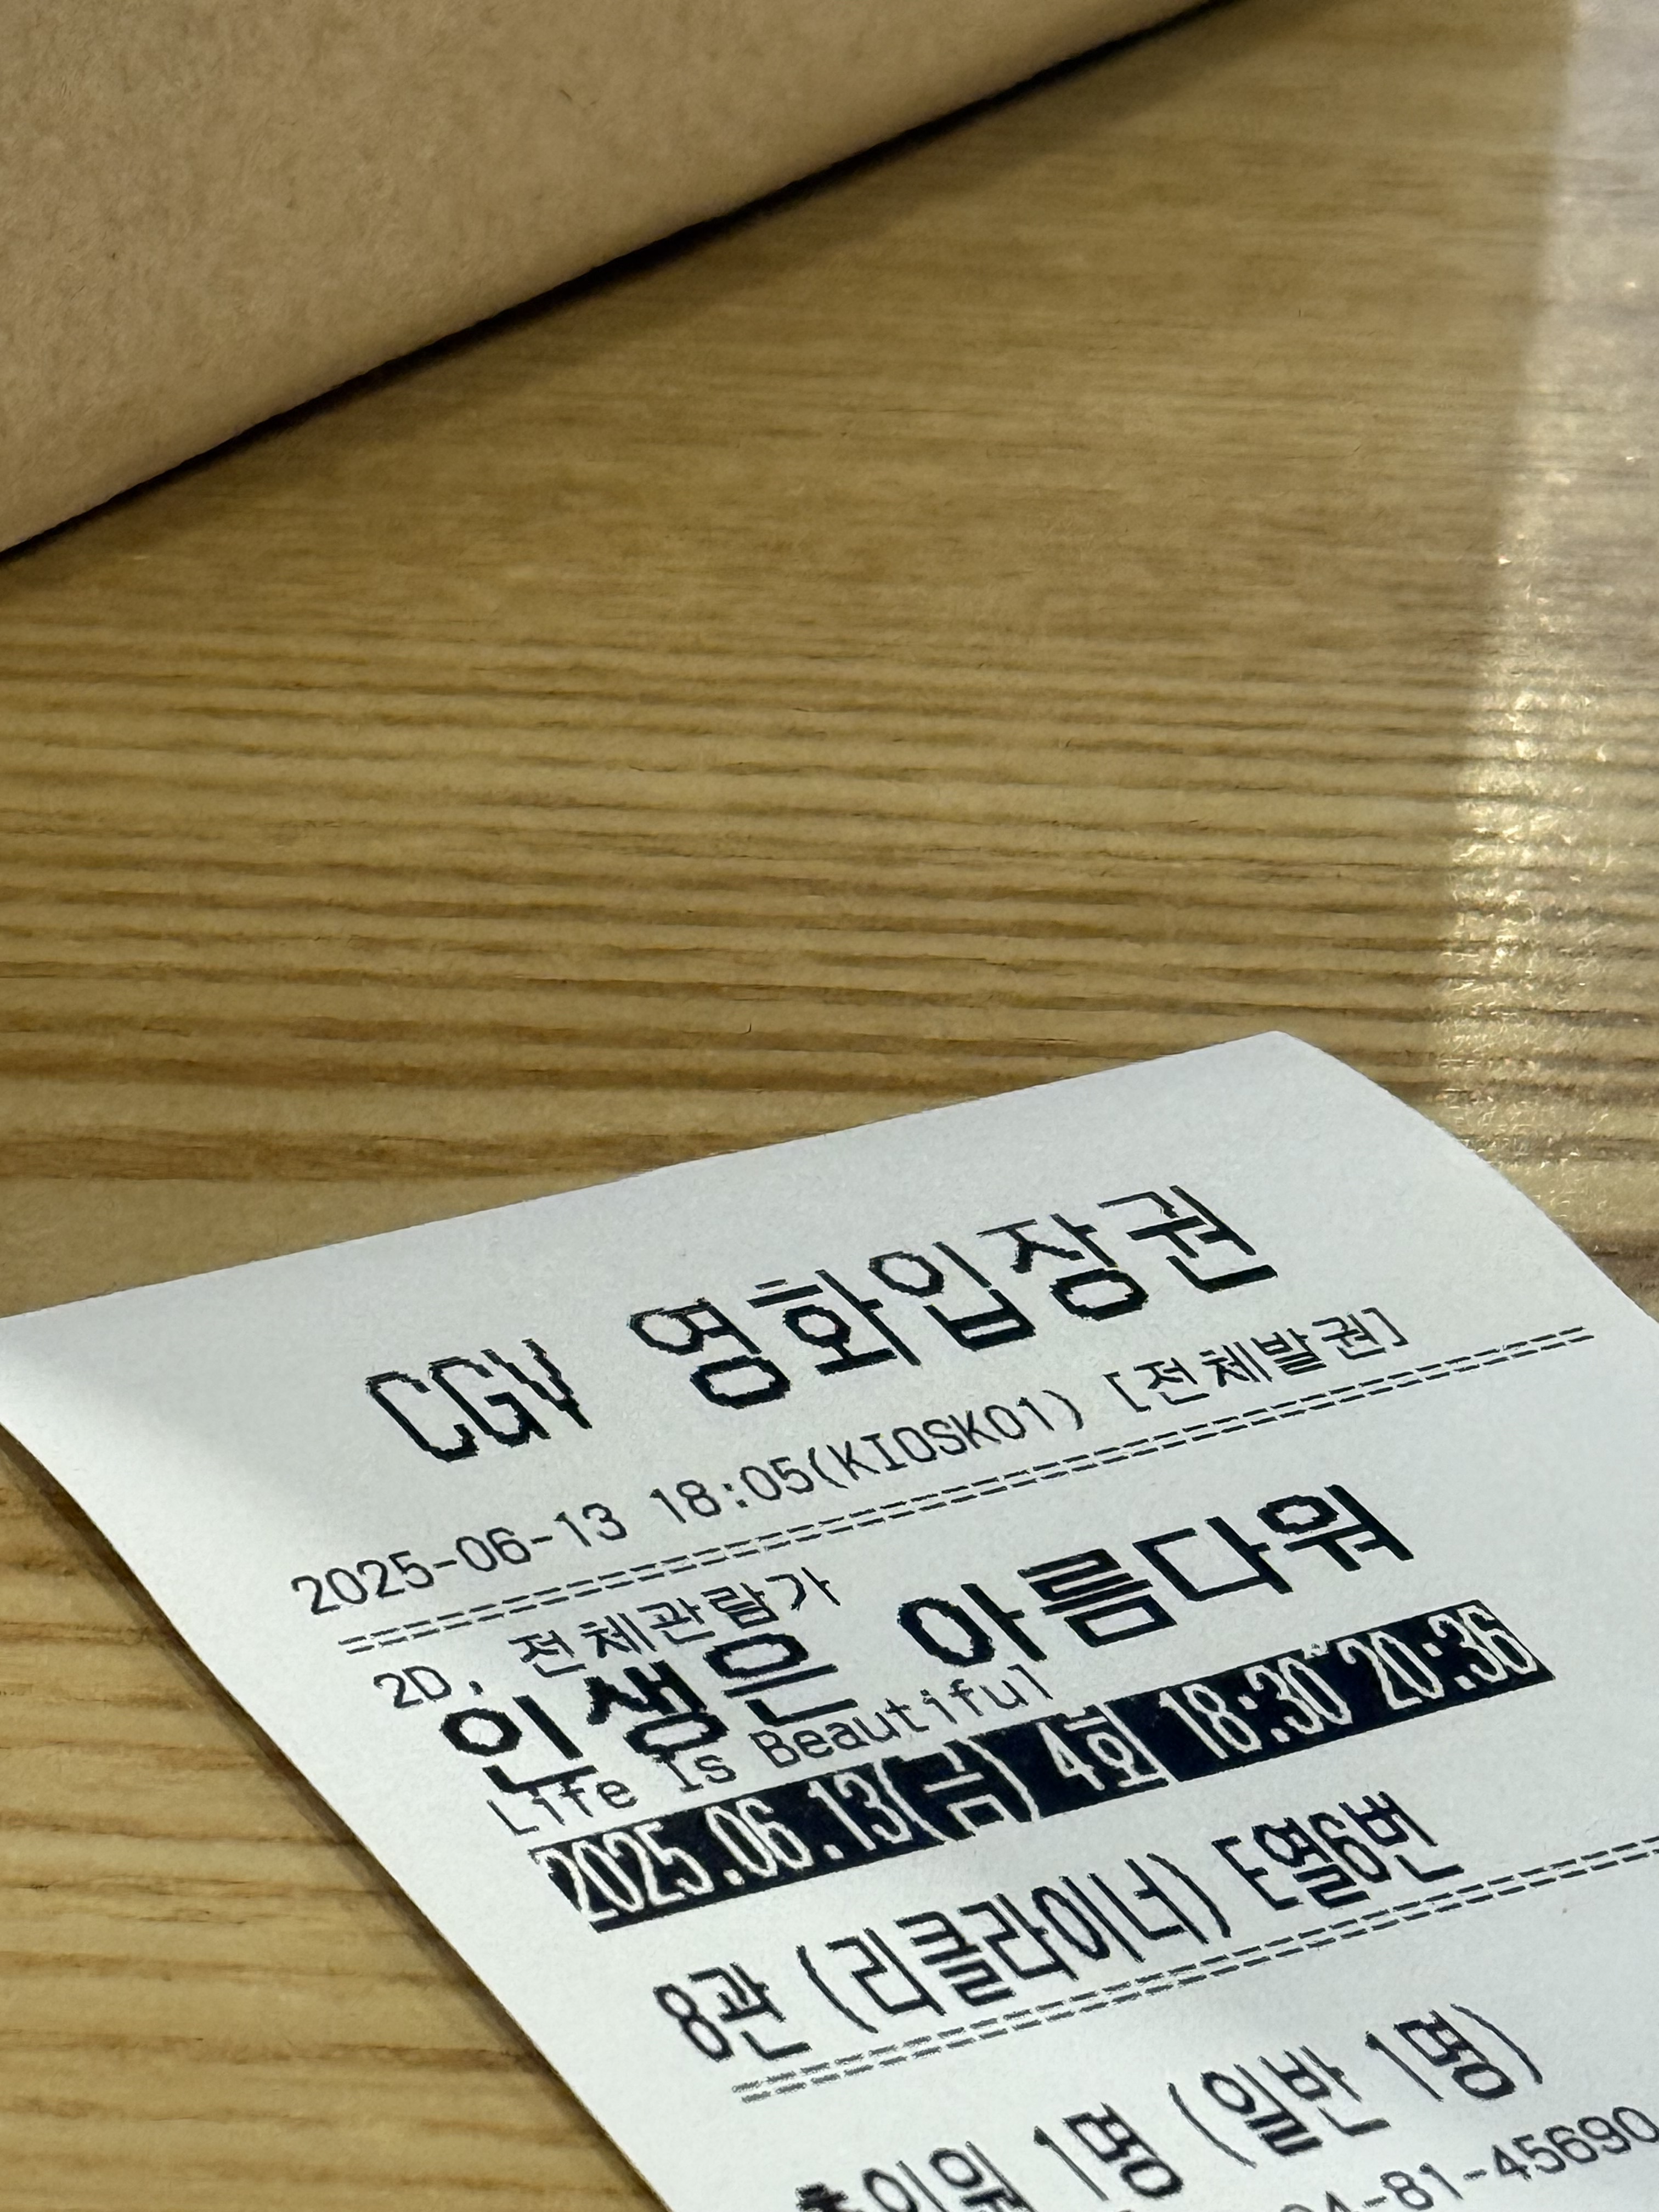 CGV 영화입장권
2025-06-13 18:05(KIOSK01) [전체발권]
2D, 전체관람가
인생은 아름다워
Life Is Beautiful
2025.06.13(금) 4회 18:30~20:36
8관 (리클라이너) E열6번
총인원 1명 (일반 1명)
-81-45690